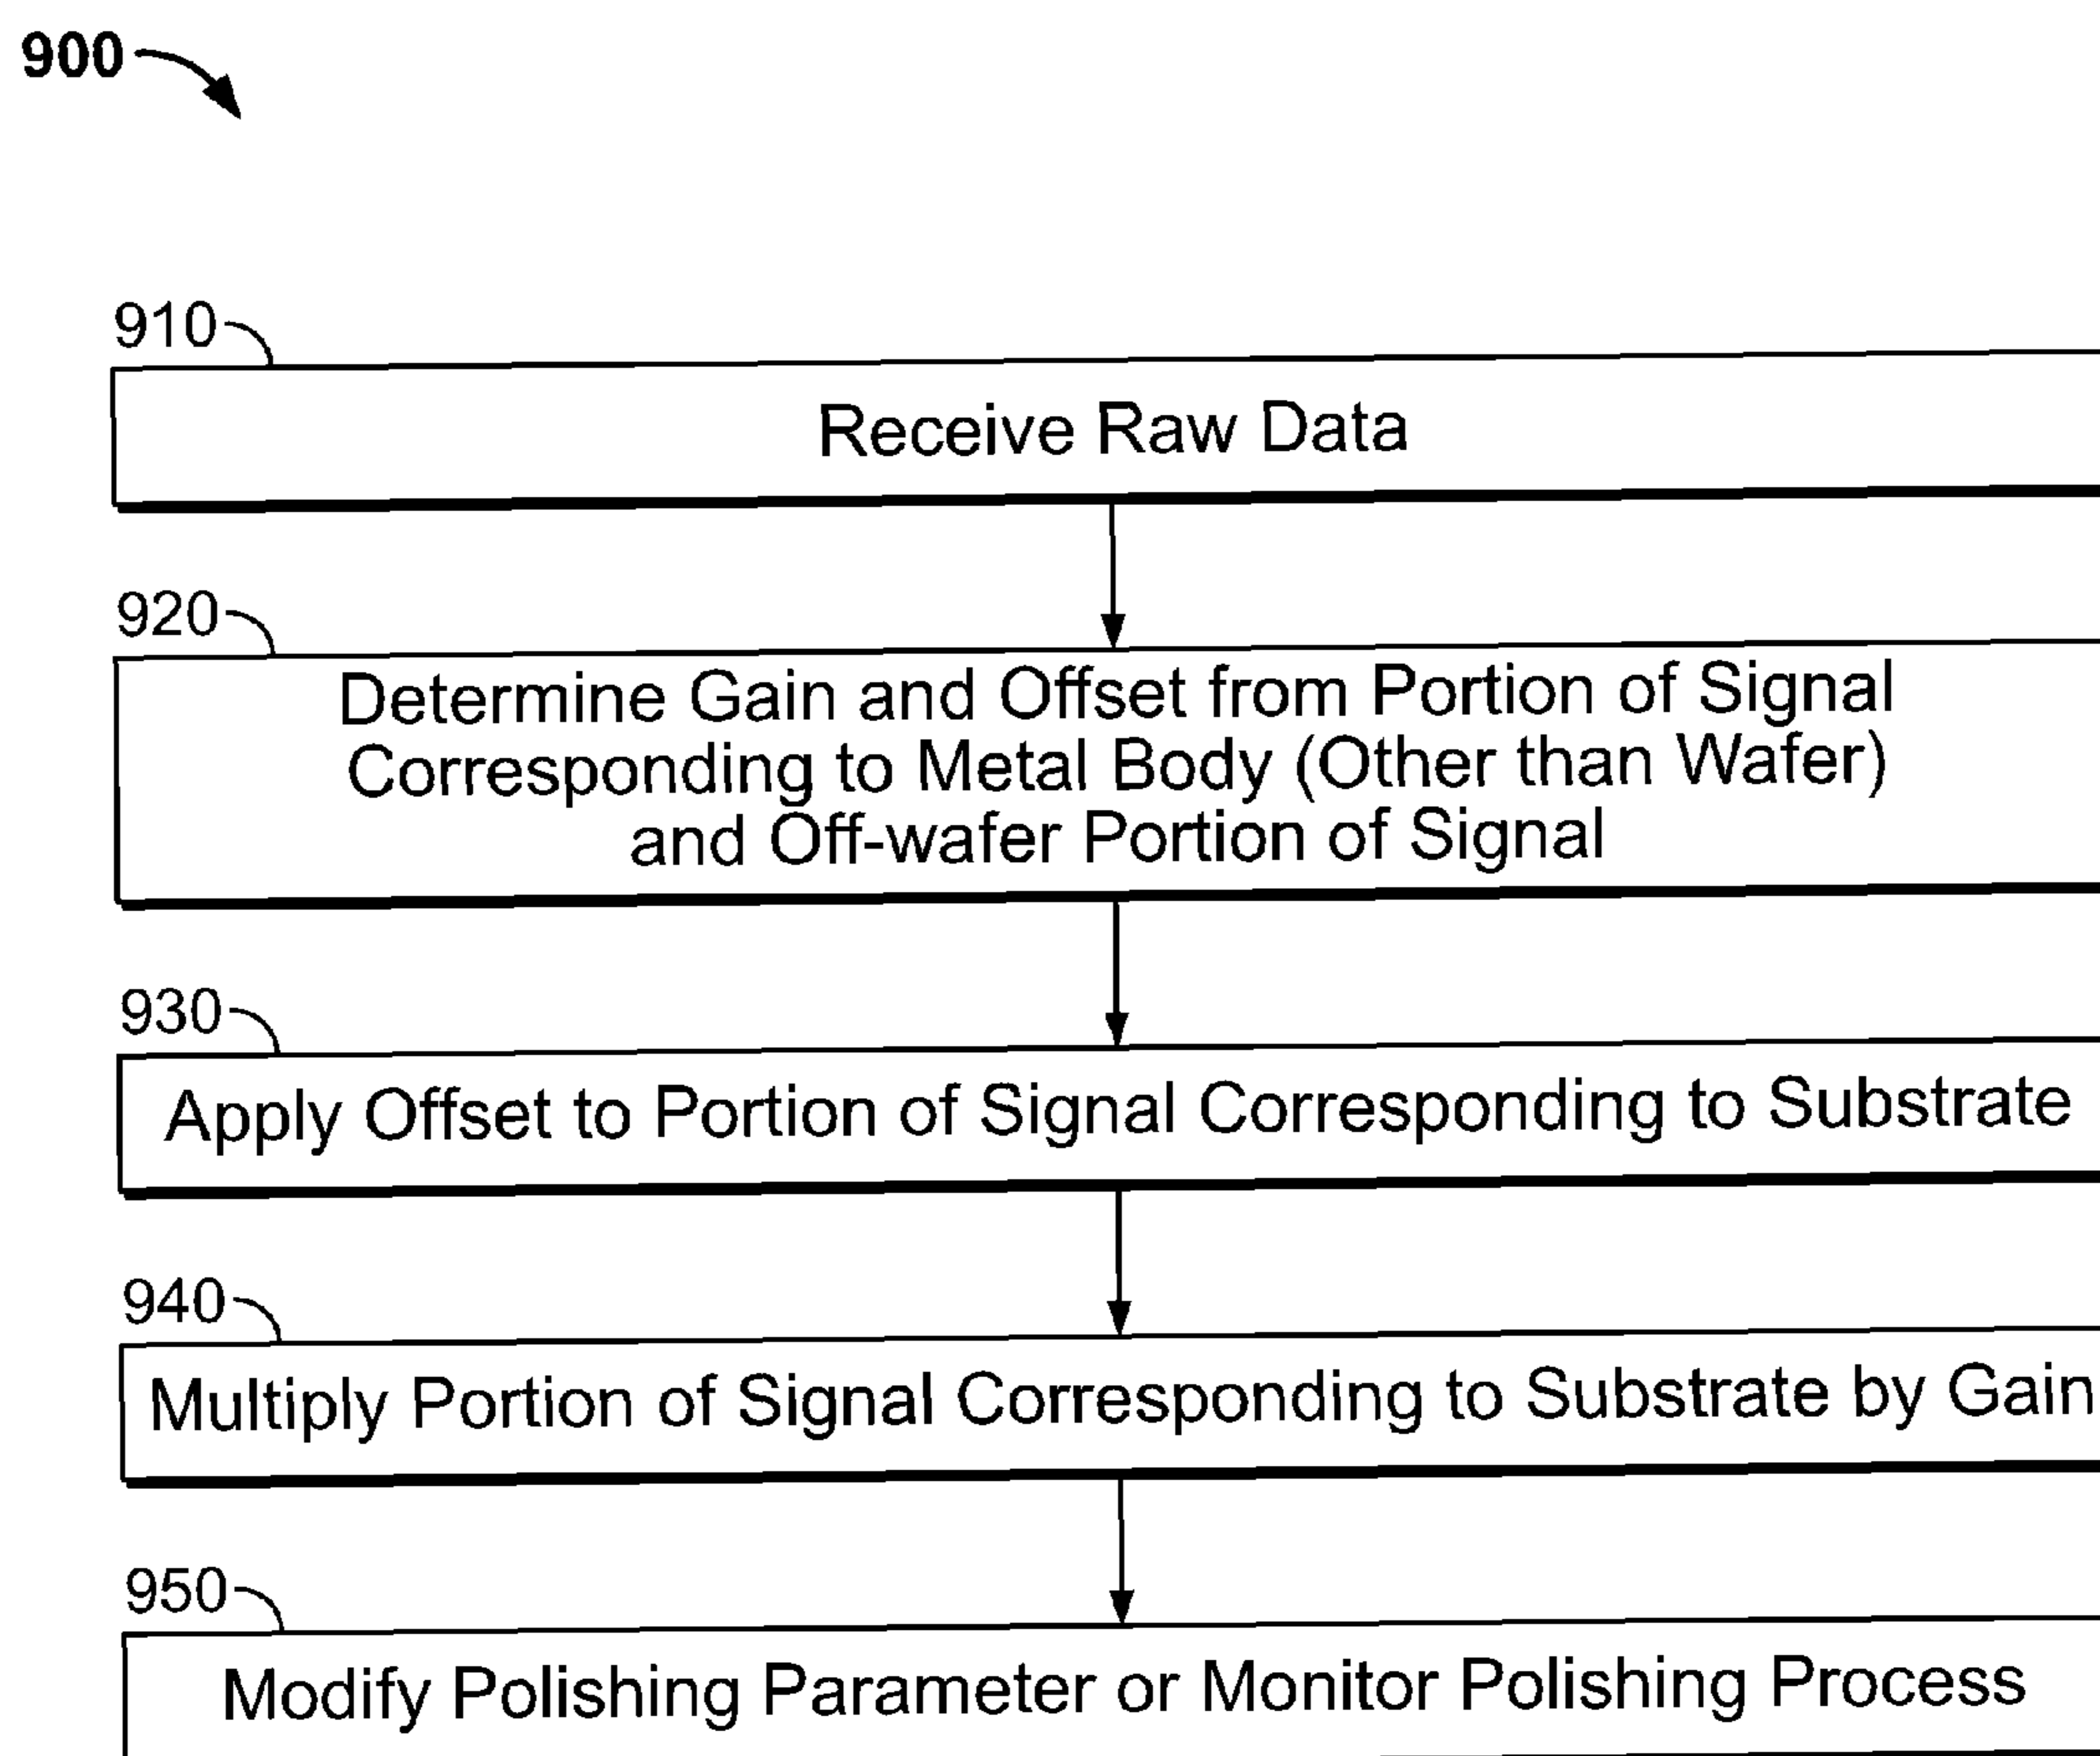 900
910
Receive Raw Data
920
Determine Gain and Offset from Portion of Signal
Corresponding to Metal Body (Other than Wafer)
and Off-wafer Portion of Signal
930
Apply Offset to Portion of Signal Corresponding to Substrate
940
Multiply Portion of Signal Corresponding to Substrate by Gain
950
Modify Polishing Parameter or Monitor Polishing Process